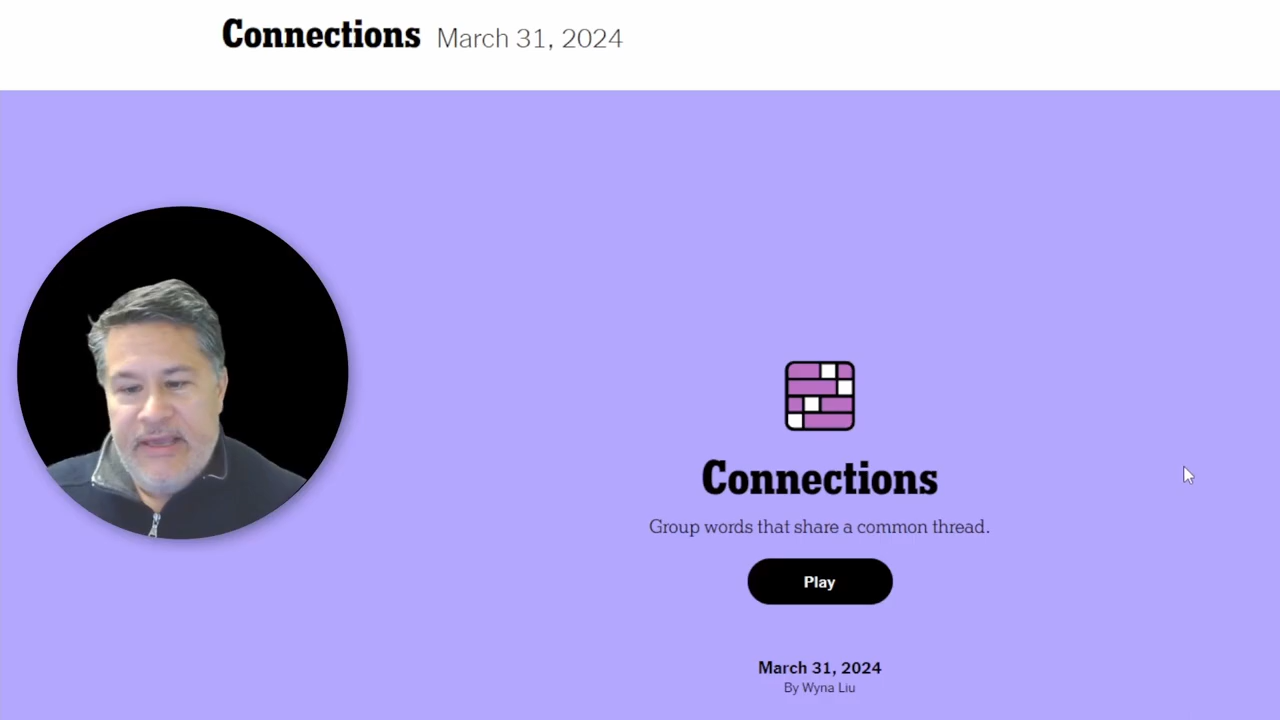 Connections March 31, 2024
Connections
Group words that share a common thread.
Play
March 31, 2024
By Wyna Liu